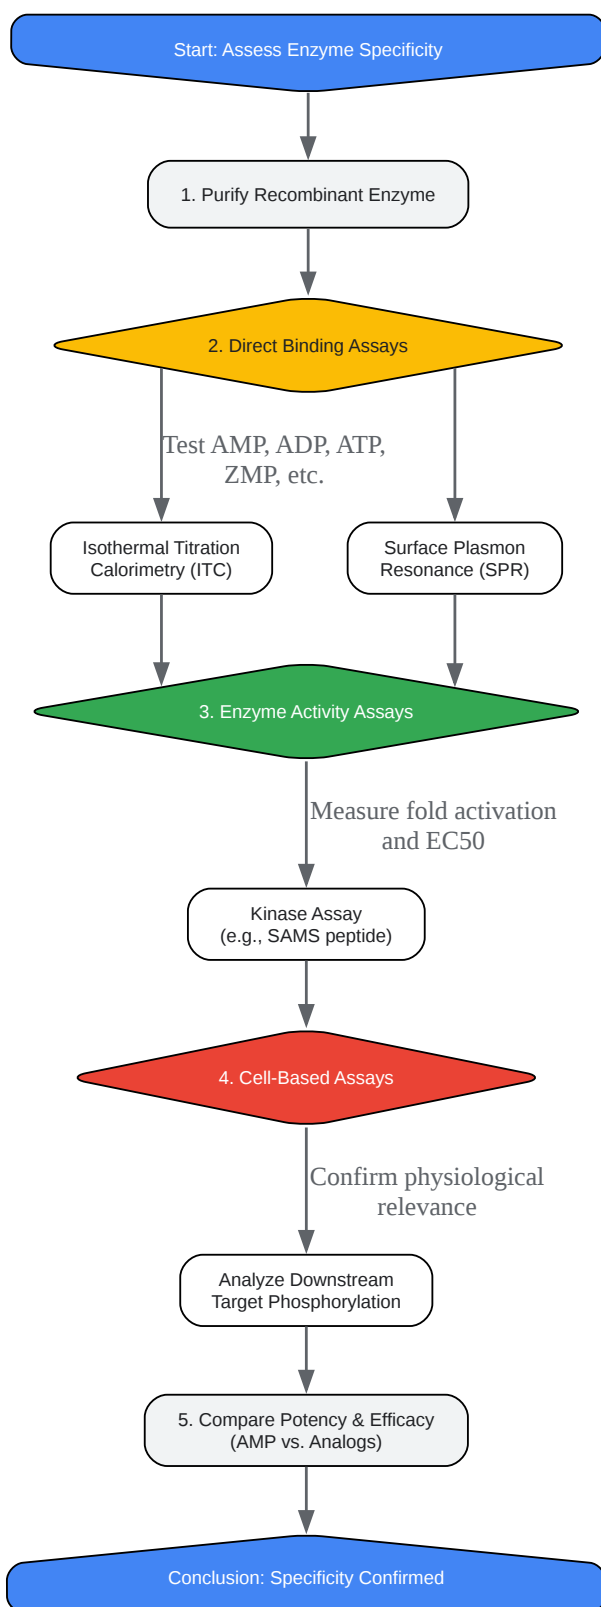 Start: Assess Enzyme Specificity
1. Purify Recombinant Enzyme
2. Direct Binding Assays
Test AMP, ADP, ATP,
ZMP, etc.
Isothermal Titration
Calorimetry (ITC)
Surface Plasmon
Resonance (SPR)
3. Enzyme Activity Assays
Measure fold activation
and EC50
Kinase Assay
(e.g., SAMS peptide)
4. Cell-Based Assays
Confirm physiological
relevance
Analyze Downstream
Target Phosphorylation
5. Compare Potency & Efficacy
(AMP vs. Analogs)
Conclusion: Specificity Confirmed